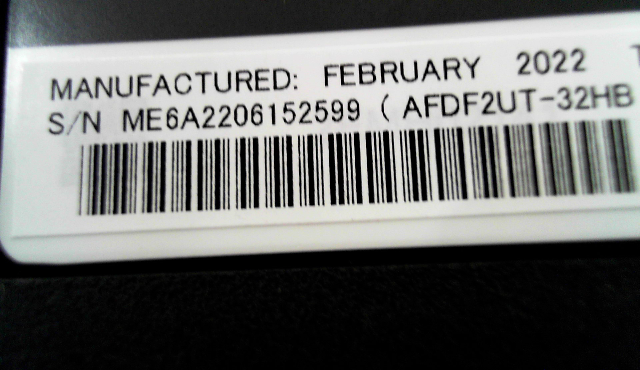 MANUFACTURED: FEBRUARY 2022
S/N ME6A2206152599 ( AFDF2UT-32HB